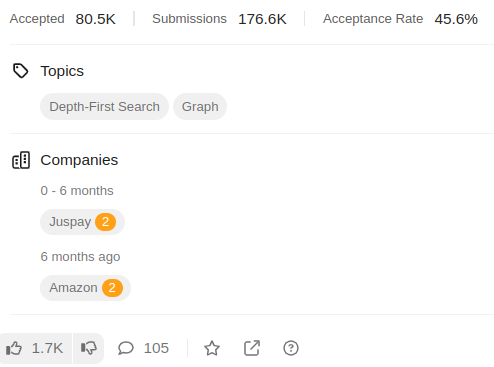 Accepted 80.5K Submissions 176.6K Acceptance Rate 45.6%
Topics
Depth-First Search Graph
Companies
0 - 6 months
Juspay 2
6 months ago
Amazon 2
1.7K 105